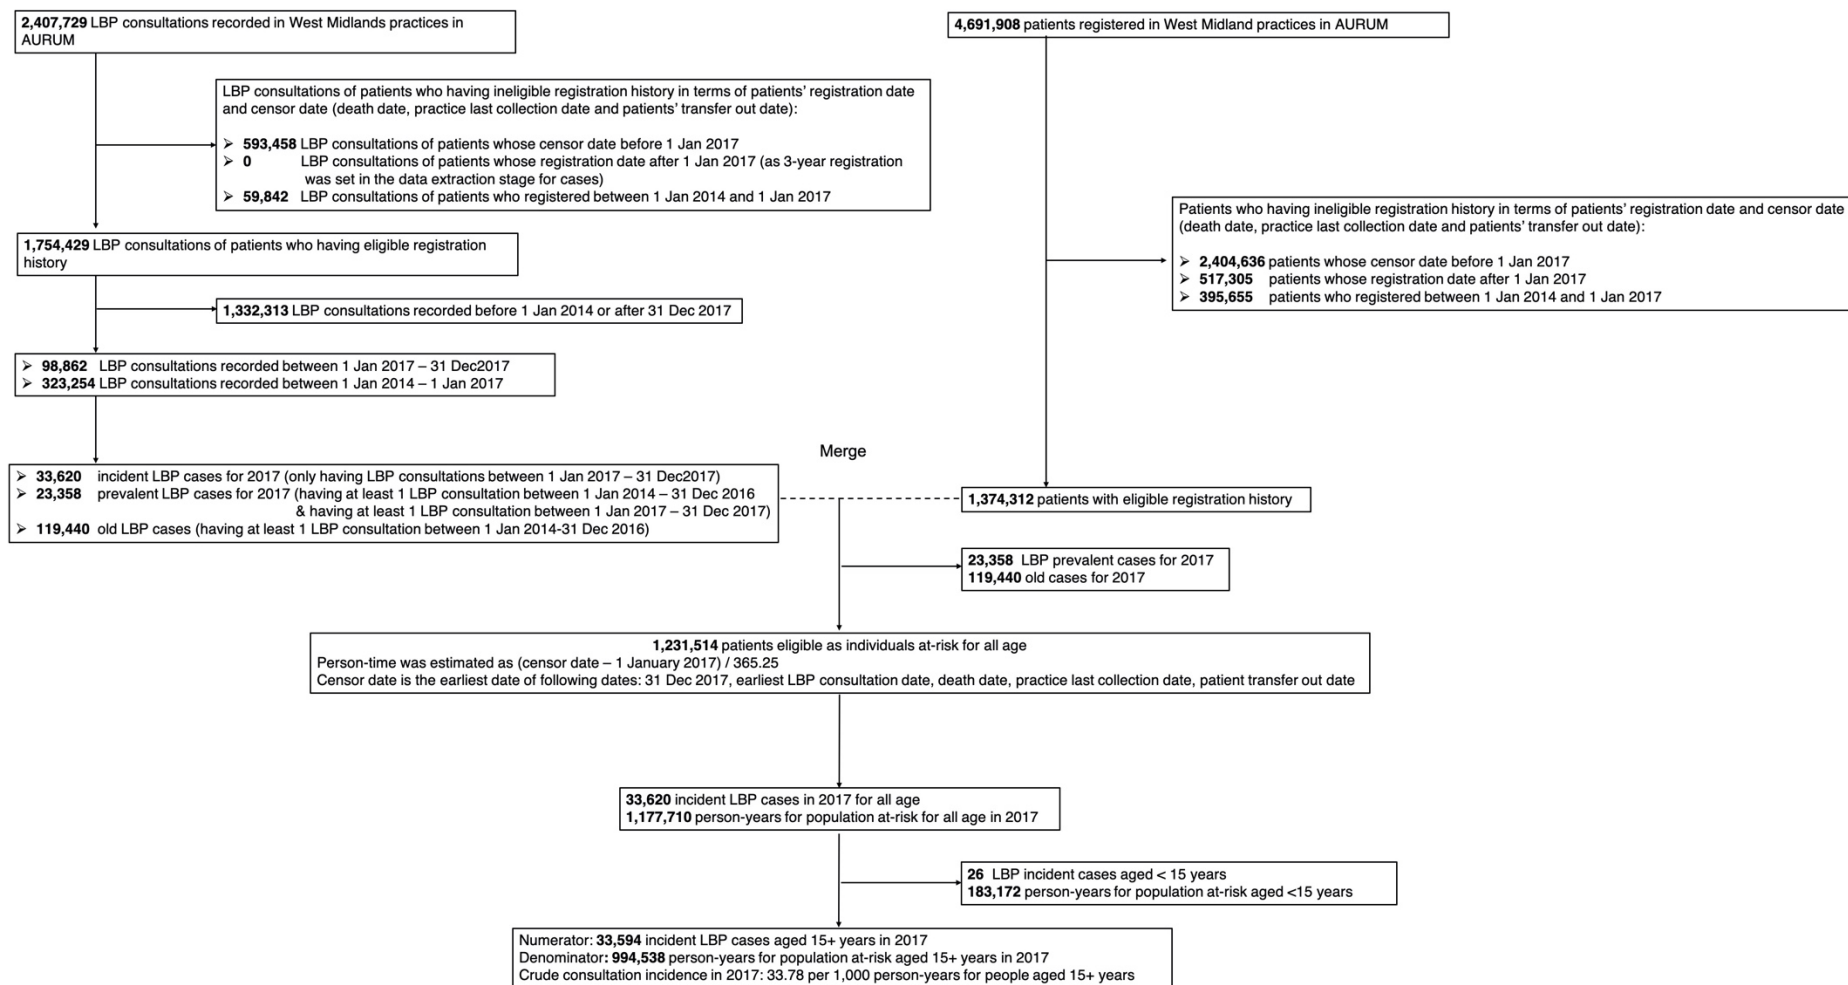 2,407,729 LBP consultations recorded in West Midlands practices in
AURUM
4,691,908 patients registered in West Midland practices in AURUM
LBP consultations of patients who having ineligible registration history in terms of patients' registration date
and censor date (death date, practice last collection date and patients' transfer out date):
➢ 593,458 LBP consultations of patients whose censor date before 1 Jan 2017
➢ 0 LBP consultations of patients whose registration date after 1 Jan 2017 (as 3-year registration
was set in the data extraction stage for cases)
➢ 59,842 LBP consultations of patients who registered between 1 Jan 2014 and 1 Jan 2017
Patients who having ineligible registration history in terms of patients' registration date and censor date
(death date, practice last collection date and patients' transfer out date):
➢ 2,404,636 patients whose censor date before 1 Jan 2017
➢ 517,305 patients whose registration date after 1 Jan 2017
➢ 395,655 patients who registered between 1 Jan 2014 and 1 Jan 2017
1,754,429 LBP consultations of patients who having eligible registration
history
1,332,313 LBP consultations recorded before 1 Jan 2014 or after 31 Dec 2017
➢ 98,862 LBP consultations recorded between 1 Jan 2017 – 31 Dec2017
➢ 323,254 LBP consultations recorded between 1 Jan 2014 – 1 Jan 2017
Merge
➢ 33,620 incident LBP cases for 2017 (only having LBP consultations between 1 Jan 2017 – 31 Dec2017)
➢ 23,358 prevalent LBP cases for 2017 (having at least 1 LBP consultation between 1 Jan 2014 – 31 Dec 2016
& having at least 1 LBP consultation between 1 Jan 2017 – 31 Dec 2017)
➢ 119,440 old LBP cases (having at least 1 LBP consultation between 1 Jan 2014-31 Dec 2016)
1,374,312 patients with eligible registration history
23,358 LBP prevalent cases for 2017
119,440 old cases for 2017
1,231,514 patients eligible as individuals at-risk for all age
Person-time was estimated as (censor date – 1 January 2017) / 365.25
Censor date is the earliest date of following dates: 31 Dec 2017, earliest LBP consultation date, death date, practice last collection date, patient transfer out date
33,620 incident LBP cases in 2017 for all age
1,177,710 person-years for population at-risk for all age in 2017
26 LBP incident cases aged < 15 years
183,172 person-years for population at-risk aged <15 years
Numerator: 33,594 incident LBP cases aged 15+ years in 2017
Denominator: 994,538 person-years for population at-risk aged 15+ years in 2017
Crude consultation incidence in 2017: 33.78 per 1,000 person-years for people aged 15+ years